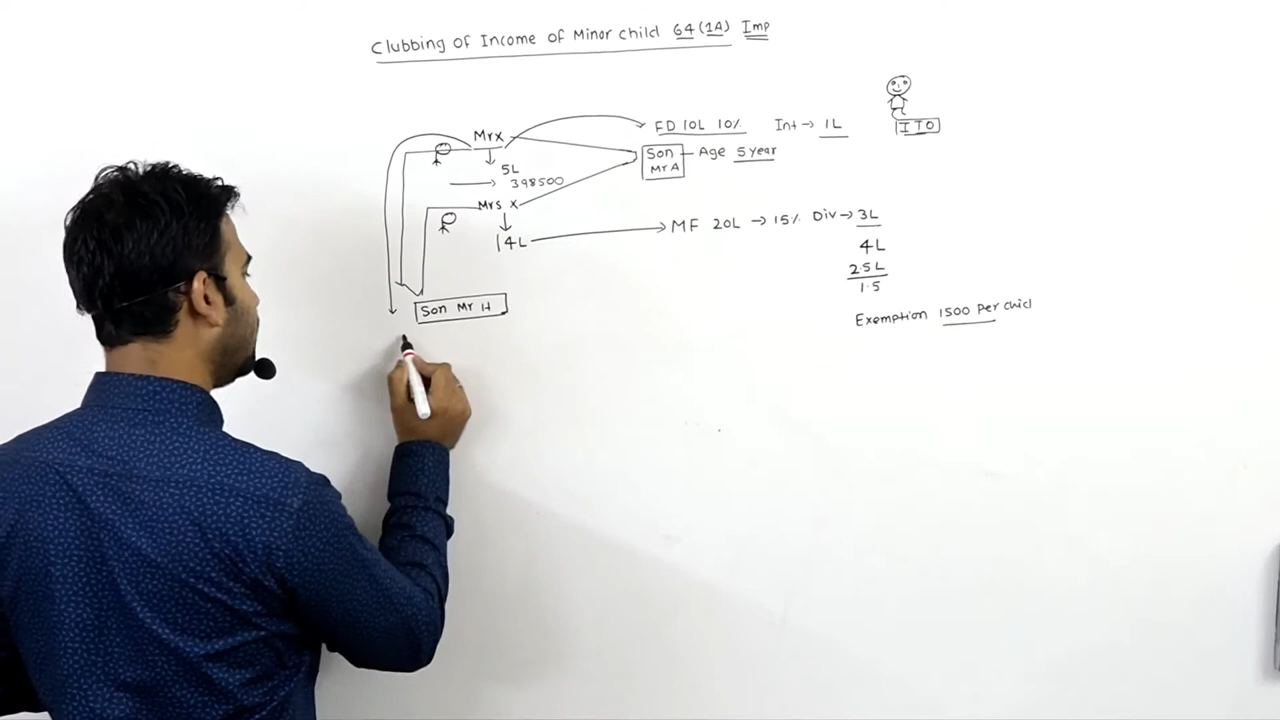 Clubbing of Income of Minor Child 64(1A) Imp
Mr X
FD 10L 10% Int → 1L
ITO
Son Mr A
Age 5 year
5L
398500
Mrs X
14L
MF 20L → 15% Div → 3L
4L
2.5L
1.5
Son Mr H
Exemption 1500 Per Chicl